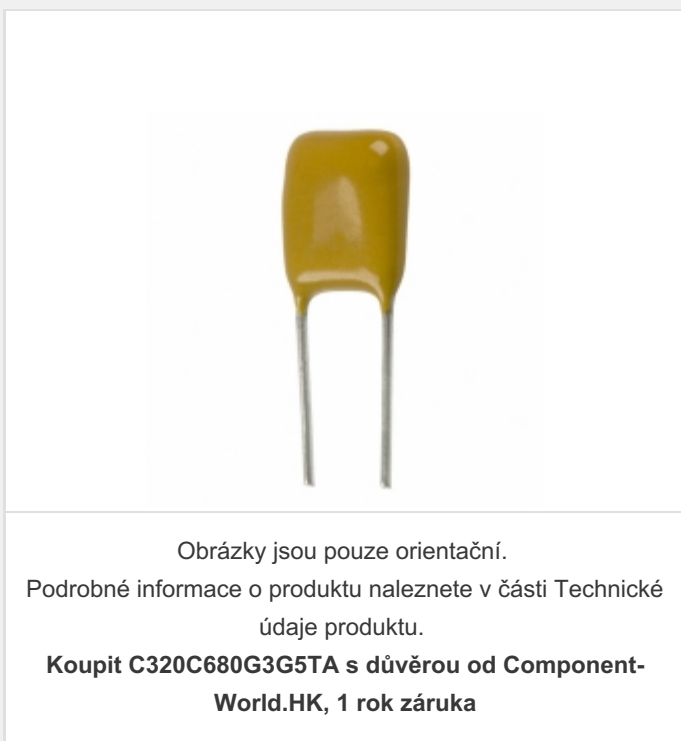 Obrázky jsou pouze orientační.
Podrobné informace o produktu naleznete v části Technické
údaje produktu.
Koupit C320C680G3G5TA s důvěrou od Component-
World.HK, 1 rok záruka